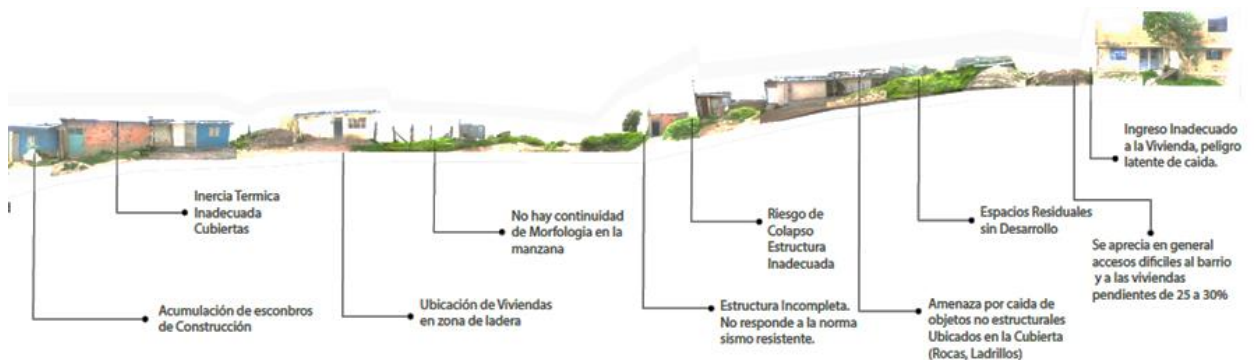 Inercia Termica
Inadecuada
Cubiertas
Acumulación de esconbros
de Construcción
Ubicación de Viviendas
en zona de ladera
No hay continuidad
de Morfologia en la
manzana
Estructura Incompleta.
No responde a la norma
sismo resistente.
Riesgo de
Colapso
Estructura
Inadecuada
Amenaza por caida de
objetos no estructurales
Ubicados en la Cubierta
(Rocas, Ladrillos)
Espacios Residuales
sin Desarrollo
Se aprecia en general
accesos dificiles al barrio
y a las viviendas
pendientes de 25 a 30%
Ingreso Inadecuado
a la Vivienda, peligro
latente de caida.